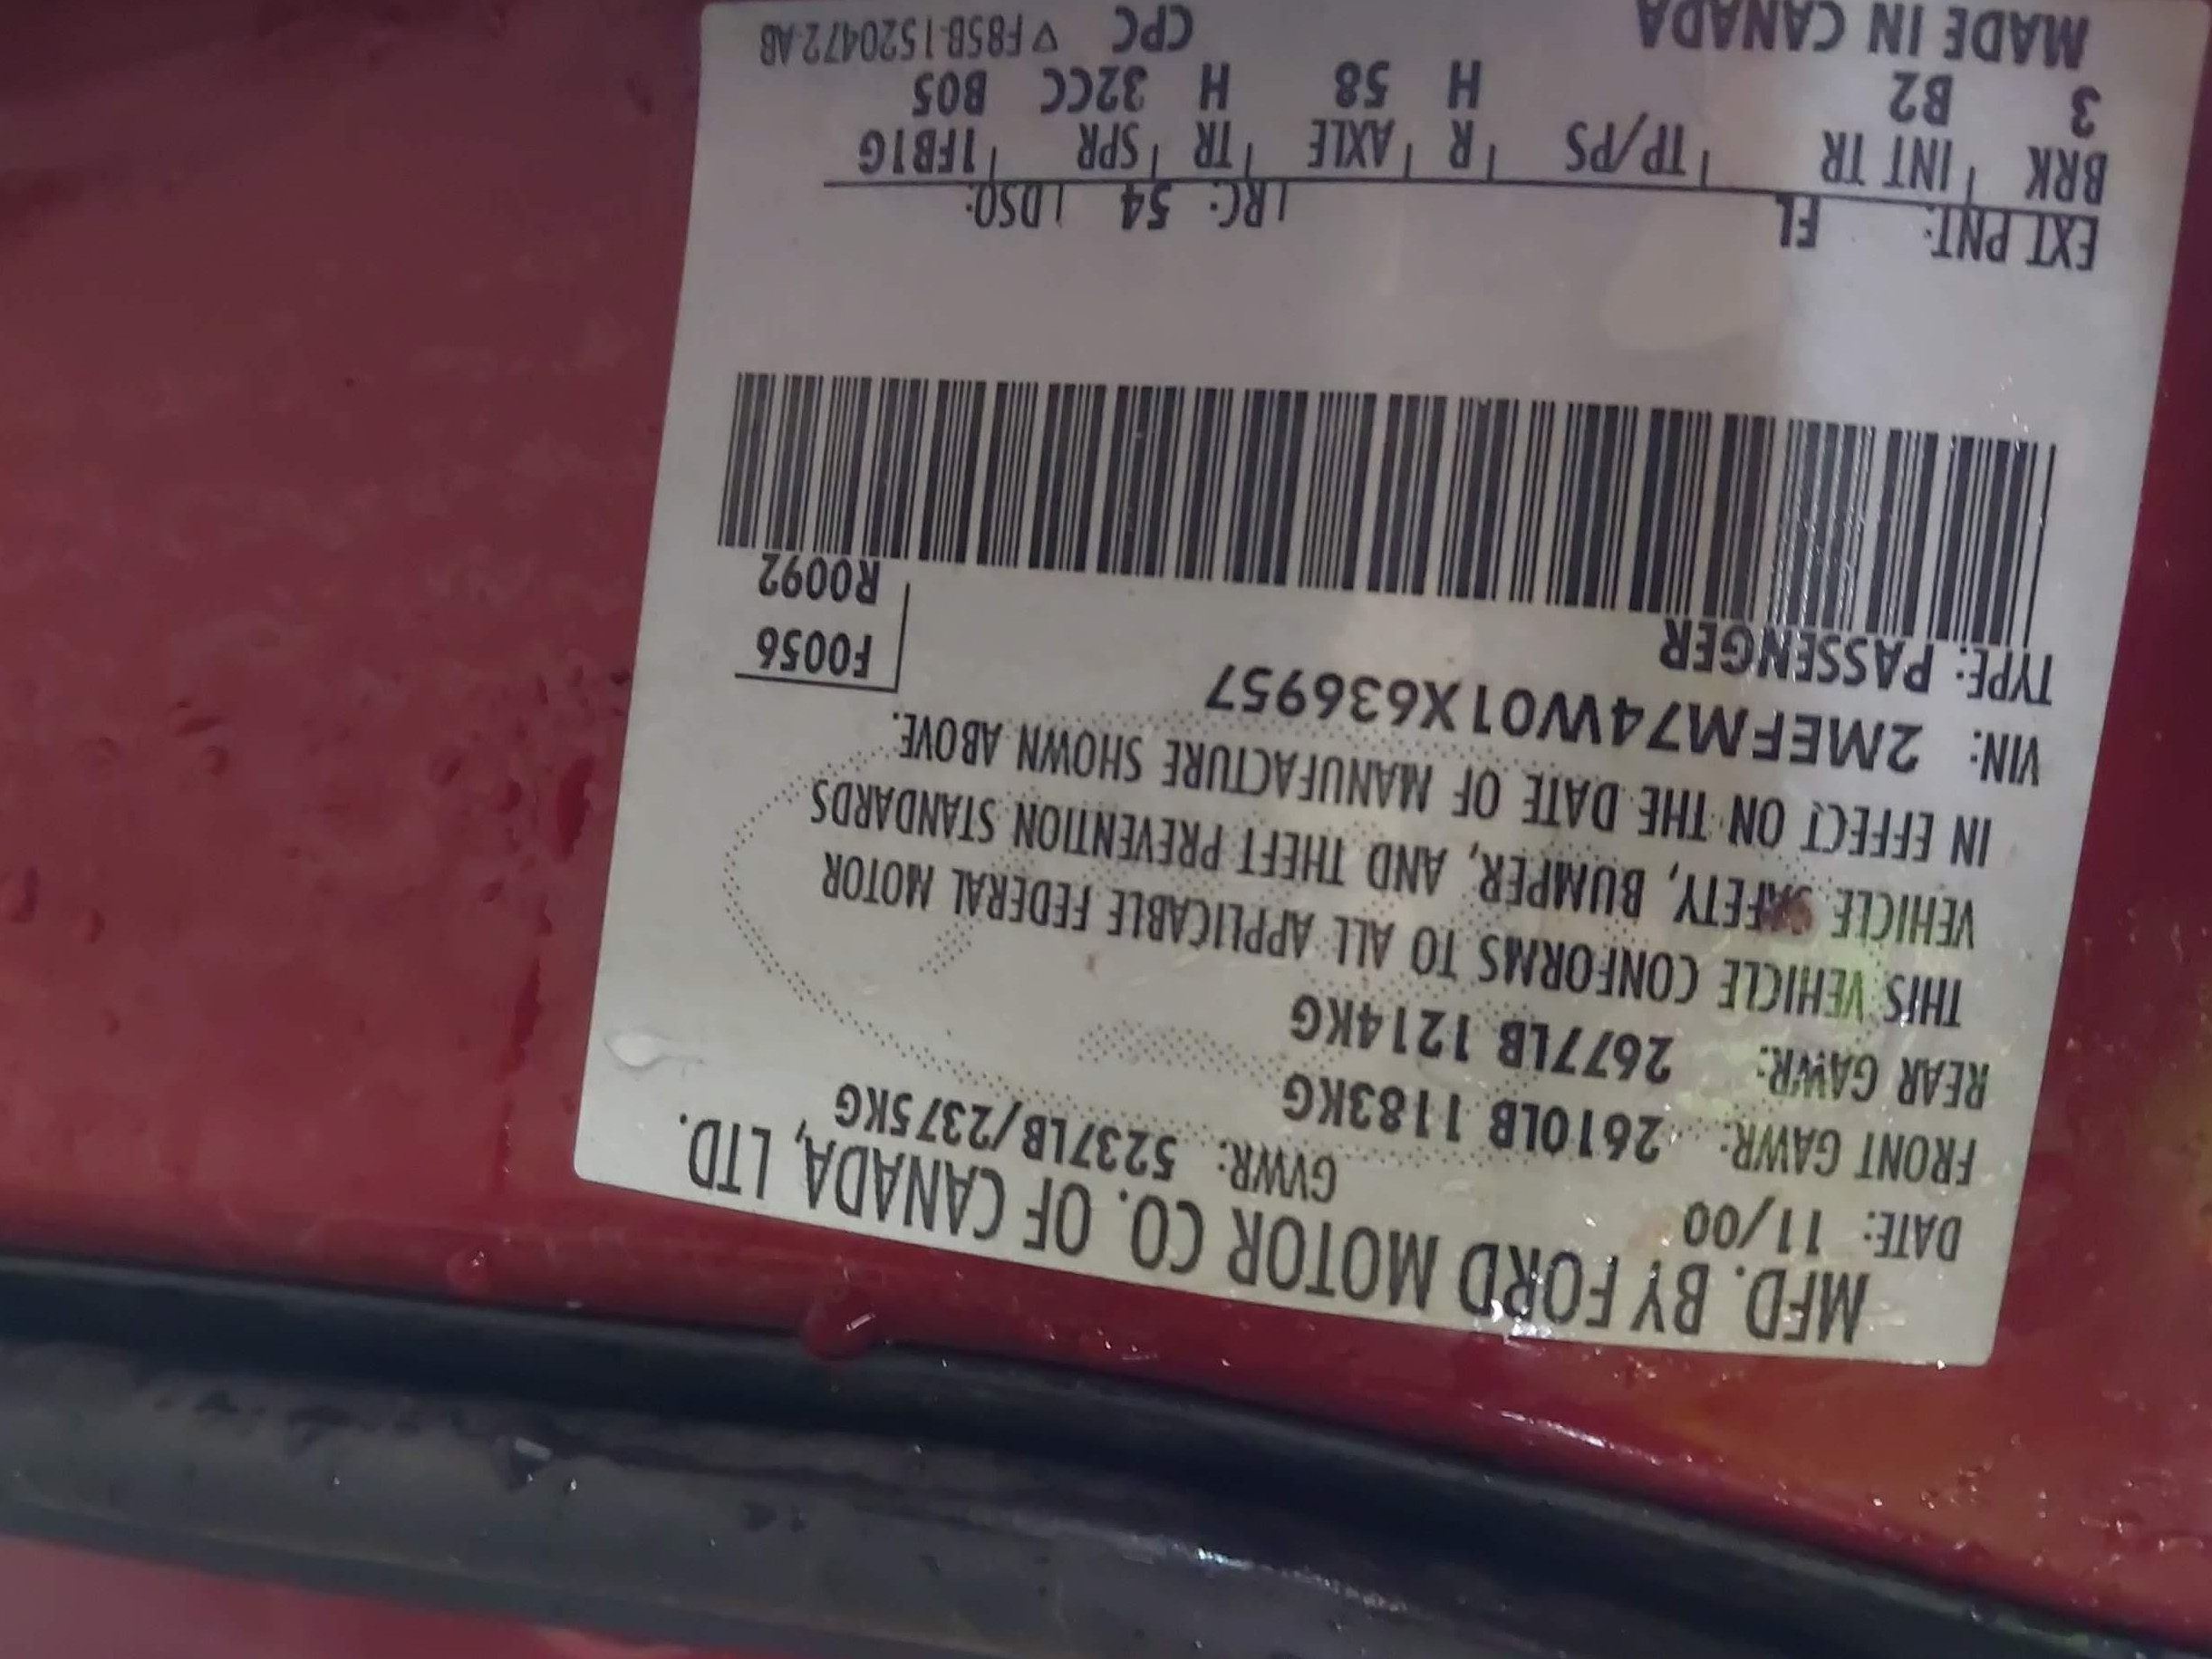 MFD. BY FORD MOTOR CO. OF CANADA, LTD.
DATE: 11/00 GVWR: 5237LB/2375KG
FRONT GAWR: 2610LB 1183KG
REAR GAWR: 2677LB 1214KG
THIS VEHICLE CONFORMS TO ALL APPLICABLE FEDERAL MOTOR
VEHICLE SAFETY, BUMPER, AND THEFT PREVENTION STANDARDS
IN EFFECT ON THE DATE OF MANUFACTURE SHOWN ABOVE.
VIN: 2MEFM74W01X636957
TYPE: PASSENGER
F0056
R0092
EXT PNT: EL RC: 54 DSO:
BRK INT TR TP/PS R AXLE TR SPR 1FB1G
3 B2 H 58 H 32CC B05
MADE IN CANADA CPC ▽ F85B-1520472-AB